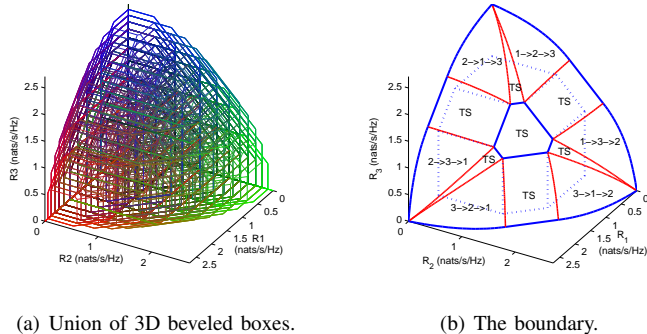 2.5
2
1.5
1
0.5
0
R3 (nats/s/Hz)
1
2
R2 (nats/s/Hz)
0
0.5
1
1.5
2
2.5
R1
(nats/s/Hz)
(a) Union of 3D beveled boxes.
2.5
2
1.5
1
0.5
0
R3 (nats/s/Hz)
1
2
R2 (nats/s/Hz)
0
0.5
1
1.5
2
2.5
R1
(nats/s/Hz)
1->2->3
2->1->3
TS
TS
TS
TS
1->3->2
2->3->1
TS
TS
TS
3->1->2
3->2->1
(b) The boundary.